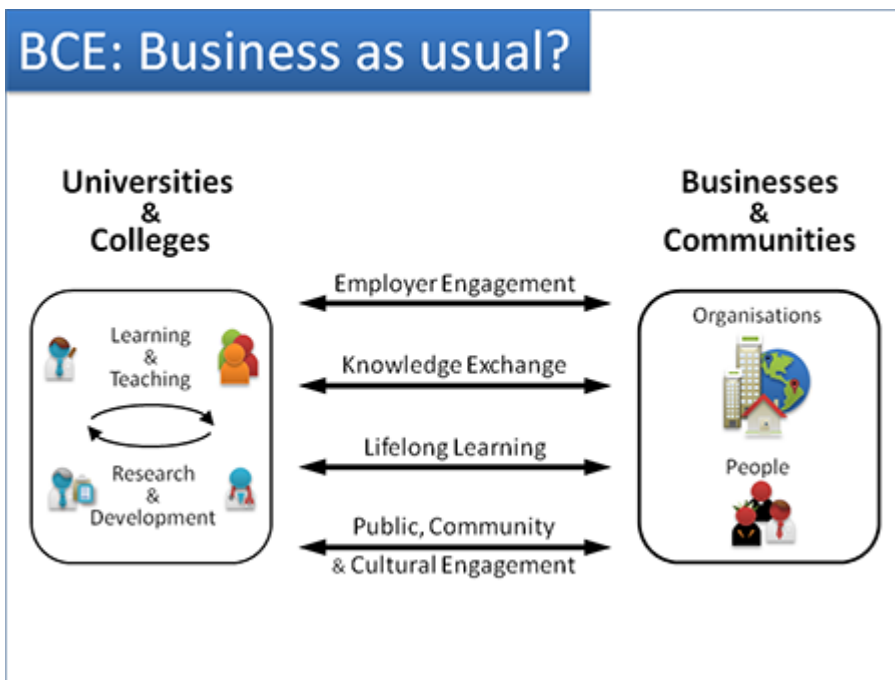 BCE: Business as usual?
Universities
&
Colleges
Businesses
&
Communities
Learning
&
Teaching
Research
&
Development
Employer Engagement
Knowledge Exchange
Lifelong Learning
Public, Community
& Cultural Engagement
Organisations
People